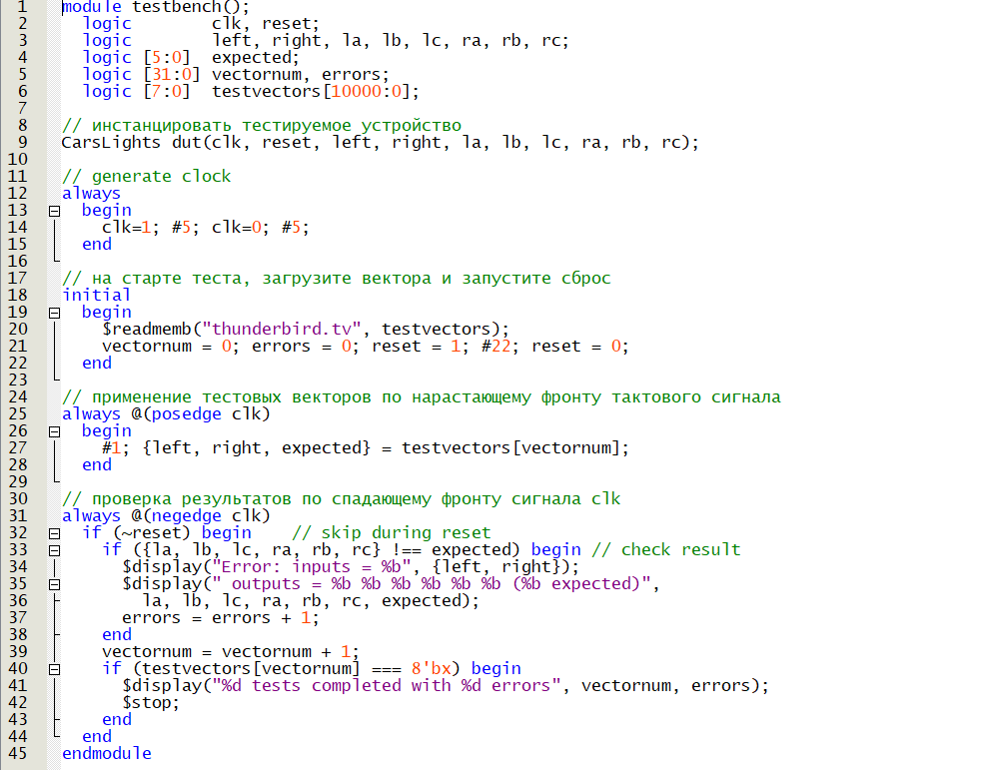 1 module testbench();
2 logic clk, reset;
3 logic left, right, la, lb, lc, ra, rb, rc;
4 logic [5:0] expected;
5 logic [31:0] vectornum, errors;
6 logic [7:0] testvectors[10000:0];
7
8 // инстанцировать тестируемое устройство
9 CarsLights dut(clk, reset, left, right, la, lb, lc, ra, rb, rc);
10
11 // generate clock
12 always
13 begin
14 clk=1; #5; clk=0; #5;
15 end
16
17 // на старте теста, загрузите вектора и запустите сброс
18 initial
19 begin
20 $readmemb("thunderbird.tv", testvectors);
21 vectornum = 0; errors = 0; reset = 1; #22; reset = 0;
22 end
23
24 // применение тестовых векторов по нарастающему фронту тактового сигнала
25 always @(posedge clk)
26 begin
27 #1; {left, right, expected} = testvectors[vectornum];
28 end
29
30 // проверка результатов по спадающему фронту сигнала clk
31 always @(negedge clk)
32 if (~reset) begin // skip during reset
33 if ({la, lb, lc, ra, rb, rc} !== expected) begin // check result
34 $display("Error: inputs = %b", {left, right});
35 $display(" outputs = %b %b %b %b %b %b (%b expected)",
36 la, lb, lc, ra, rb, rc, expected);
37 errors = errors + 1;
38 end
39 vectornum = vectornum + 1;
40 if (testvectors[vectornum] === 8'bx) begin
41 $display("%d tests completed with %d errors", vectornum, errors);
42 $stop;
43 end
44 end
45 endmodule